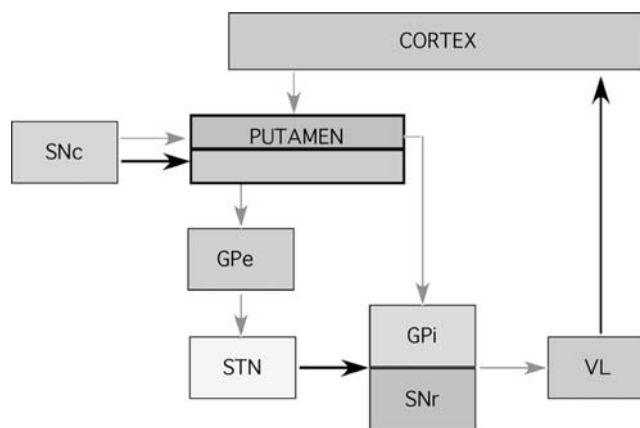 CORTEX
PUTAMEN
SNc
GPe
GPi
STN
VL
SNr